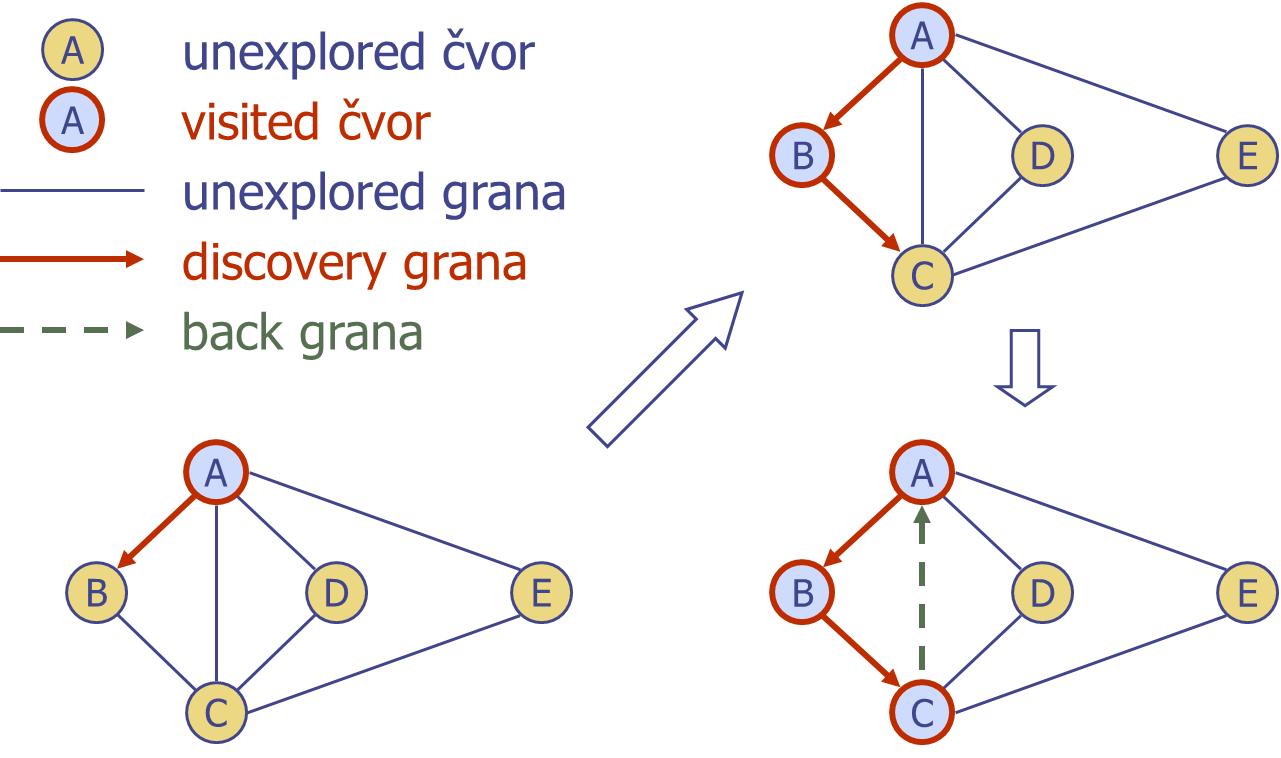 A unexplored čvor
A visited čvor
unexplored grana
discovery grana
back grana
A
B
D
E
C
A
B
D
E
C
A
B
D
E
C